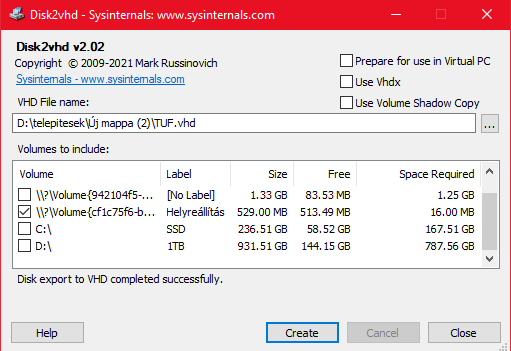 Disk2vhd - Sysinternals: www.sysinternals.com
Disk2vhd v2.02
Copyright © 2009-2021 Mark Russinovich
Sysinternals - www.sysinternals.com
Prepare for use in Virtual PC
Use Vhdx
Use Volume Shadow Copy
VHD File name:
D:\telepitesek\Új mappa (2)\TUF.vhd
...
Volumes to include:
Volume Label Size Free Space Required
\\?\Volume{942104f5-... [No Label] 1.33 GB 83.53 MB 1.25 GB
\\?\Volume{cf1c75f6-b... Helyreállítás 529.00 MB 513.49 MB 16.00 MB
C:\ SSD 236.51 GB 58.52 GB 167.51 GB
D:\ 1TB 931.51 GB 144.15 GB 787.56 GB
Disk export to VHD completed successfully.
Help Create Cancel Close